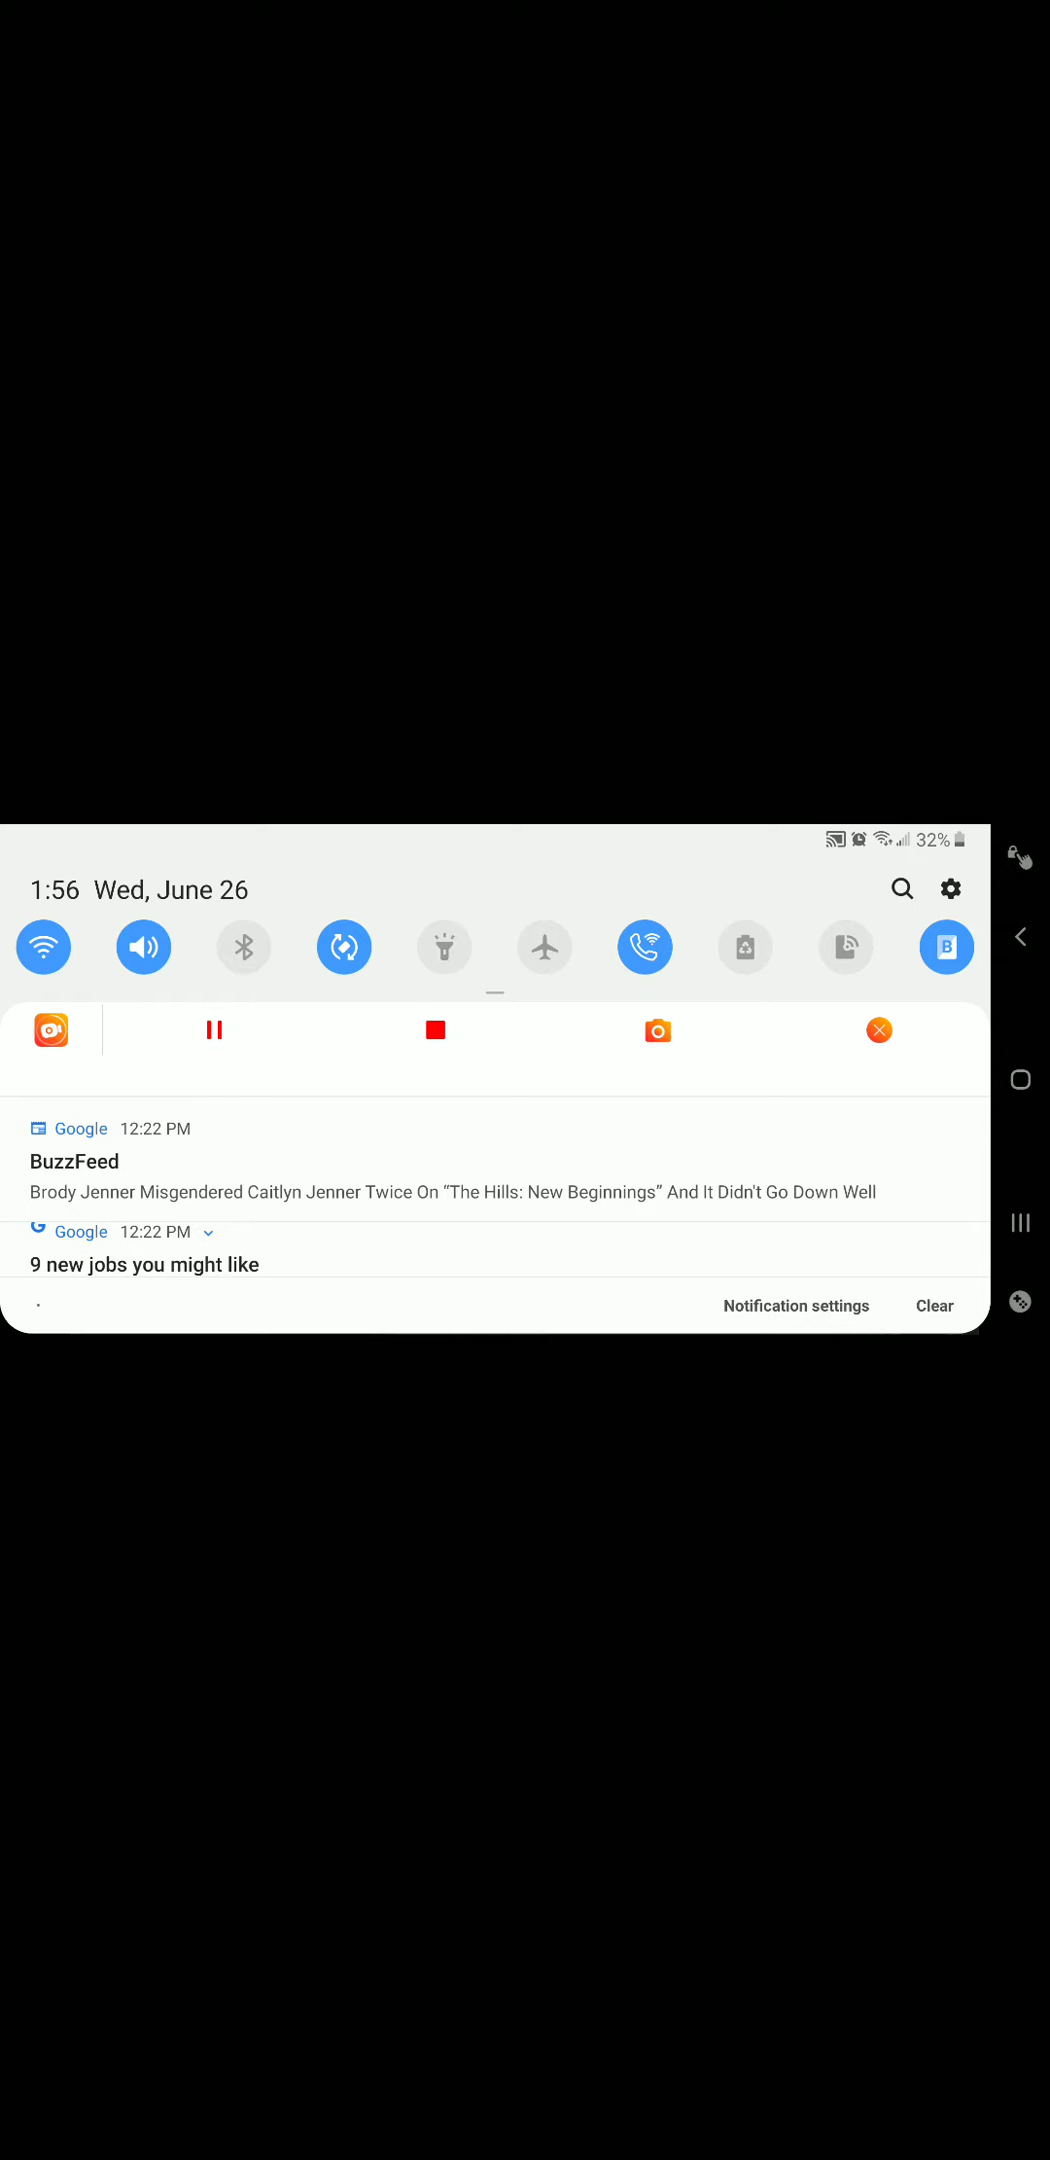 32%
1:56 Wed, June 26
B
Google 12:22 PM
BuzzFeed
Brody Jenner Misgendered Caitlyn Jenner Twice On “The Hills: New Beginnings” And It Didn't Go Down Well
G Google 12:22 PM
9 new jobs you might like
Notification settings Clear